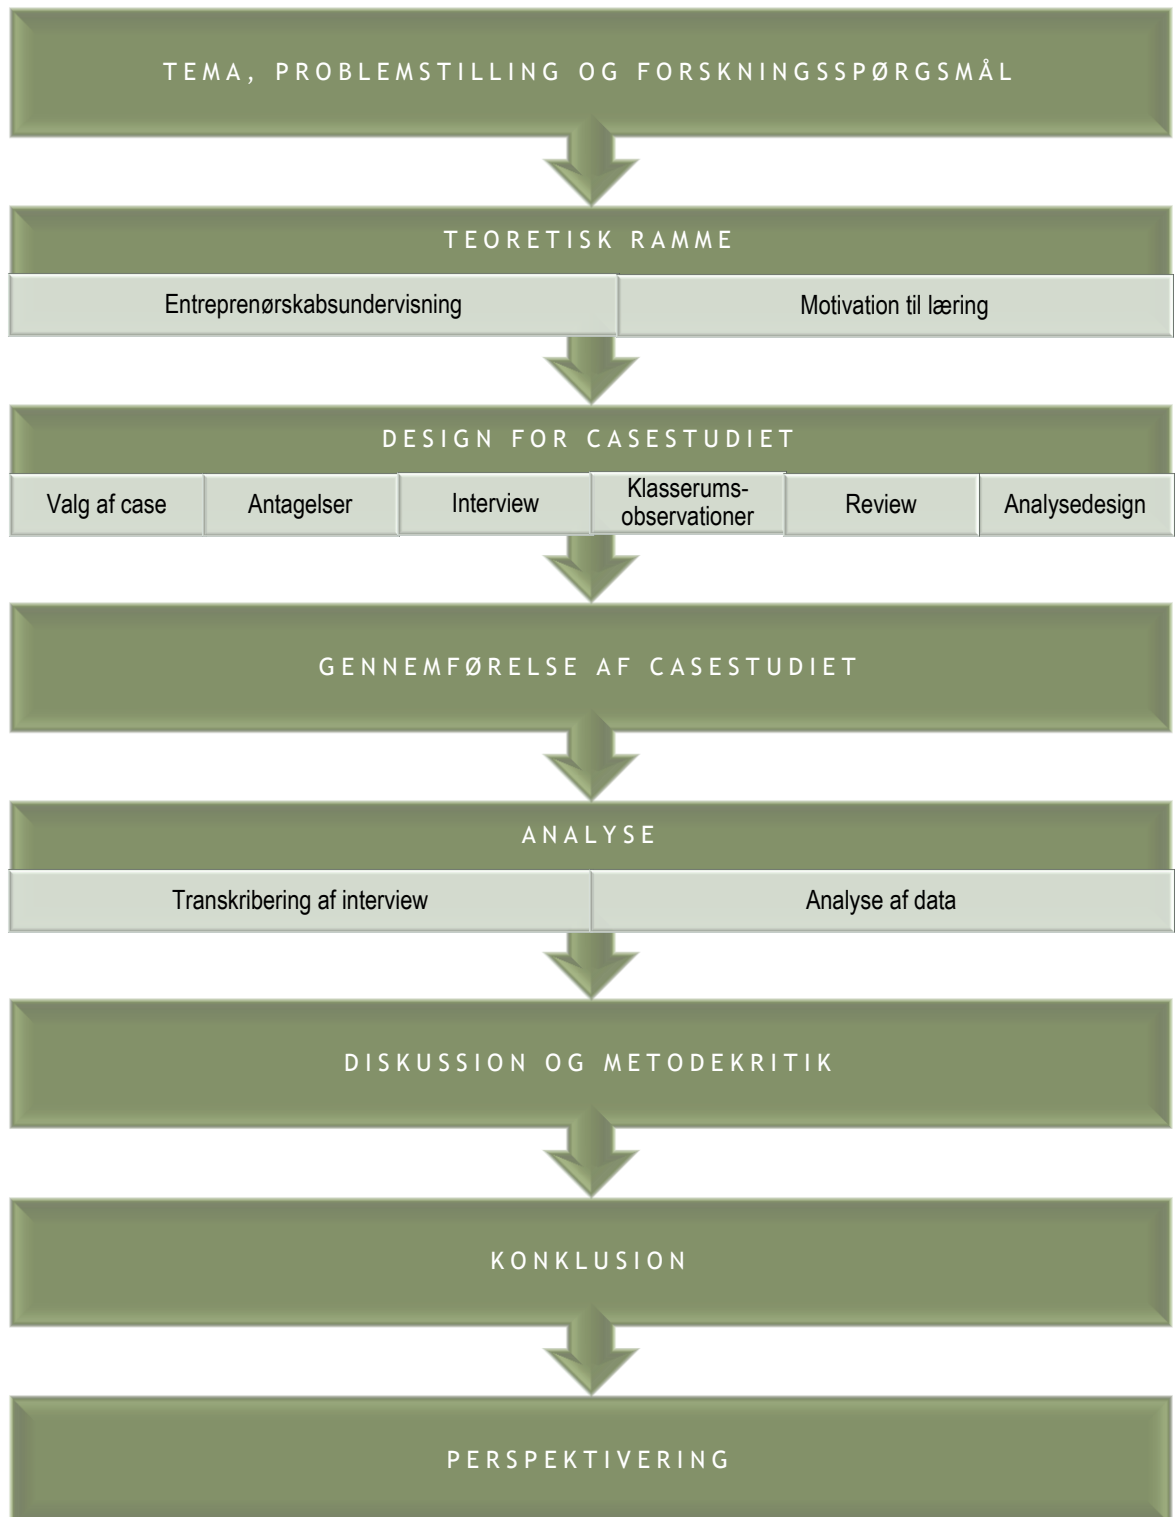 TEMA, PROBLEMSTILLING OG FORSKNINGSSPØRGSMÅL
TEORETISK RAMME
Entreprenørskabsundervisning
Motivation til læring
DESIGN FOR CASESTUDIET
Valg af case
Antagelser
Interview
Klasserums-
observationer
Review
Analysedesign
GENNEMFØRELSE AF CASESTUDIET
ANALYSE
Transkribering af interview
Analyse af data
DISKUSSION OG METODEKRITIK
KONKLUSION
PERSPEKTIVERING